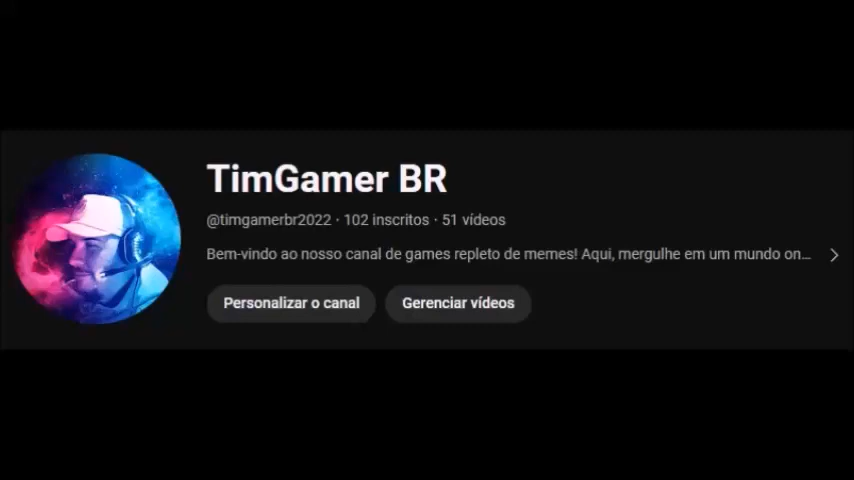 TimGamer BR
@timgamerbr2022 · 102 inscritos · 51 vídeos
Bem-vindo ao nosso canal de games repleto de memes! Aqui, mergulhe em um mundo on...
Personalizar o canal Gerenciar vídeos